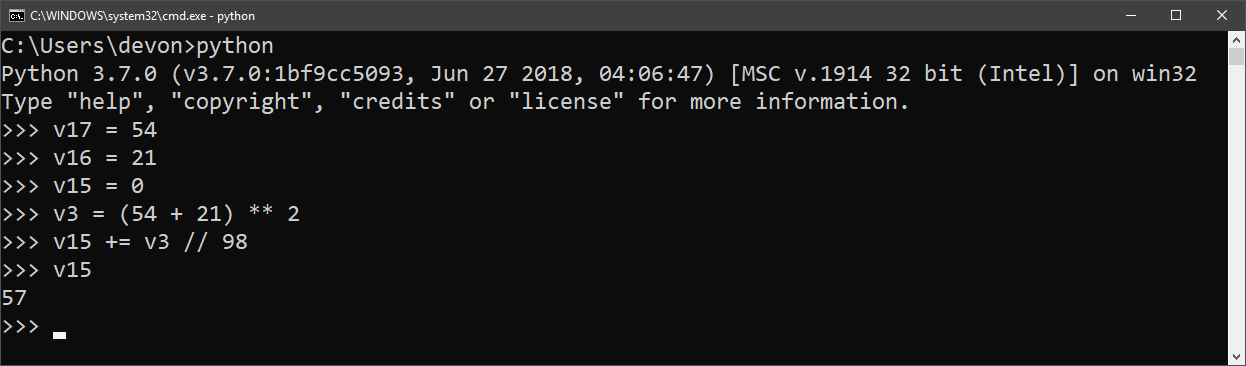 C:\WINDOWS\system32\cmd.exe - python
C:\Users\devon>python
Python 3.7.0 (v3.7.0:1bf9cc5093, Jun 27 2018, 04:06:47) [MSC v.1914 32 bit (Intel)] on win32
Type "help", "copyright", "credits" or "license" for more information.
>>> v17 = 54
>>> v16 = 21
>>> v15 = 0
>>> v3 = (54 + 21) ** 2
>>> v15 += v3 // 98
>>> v15
57
>>>